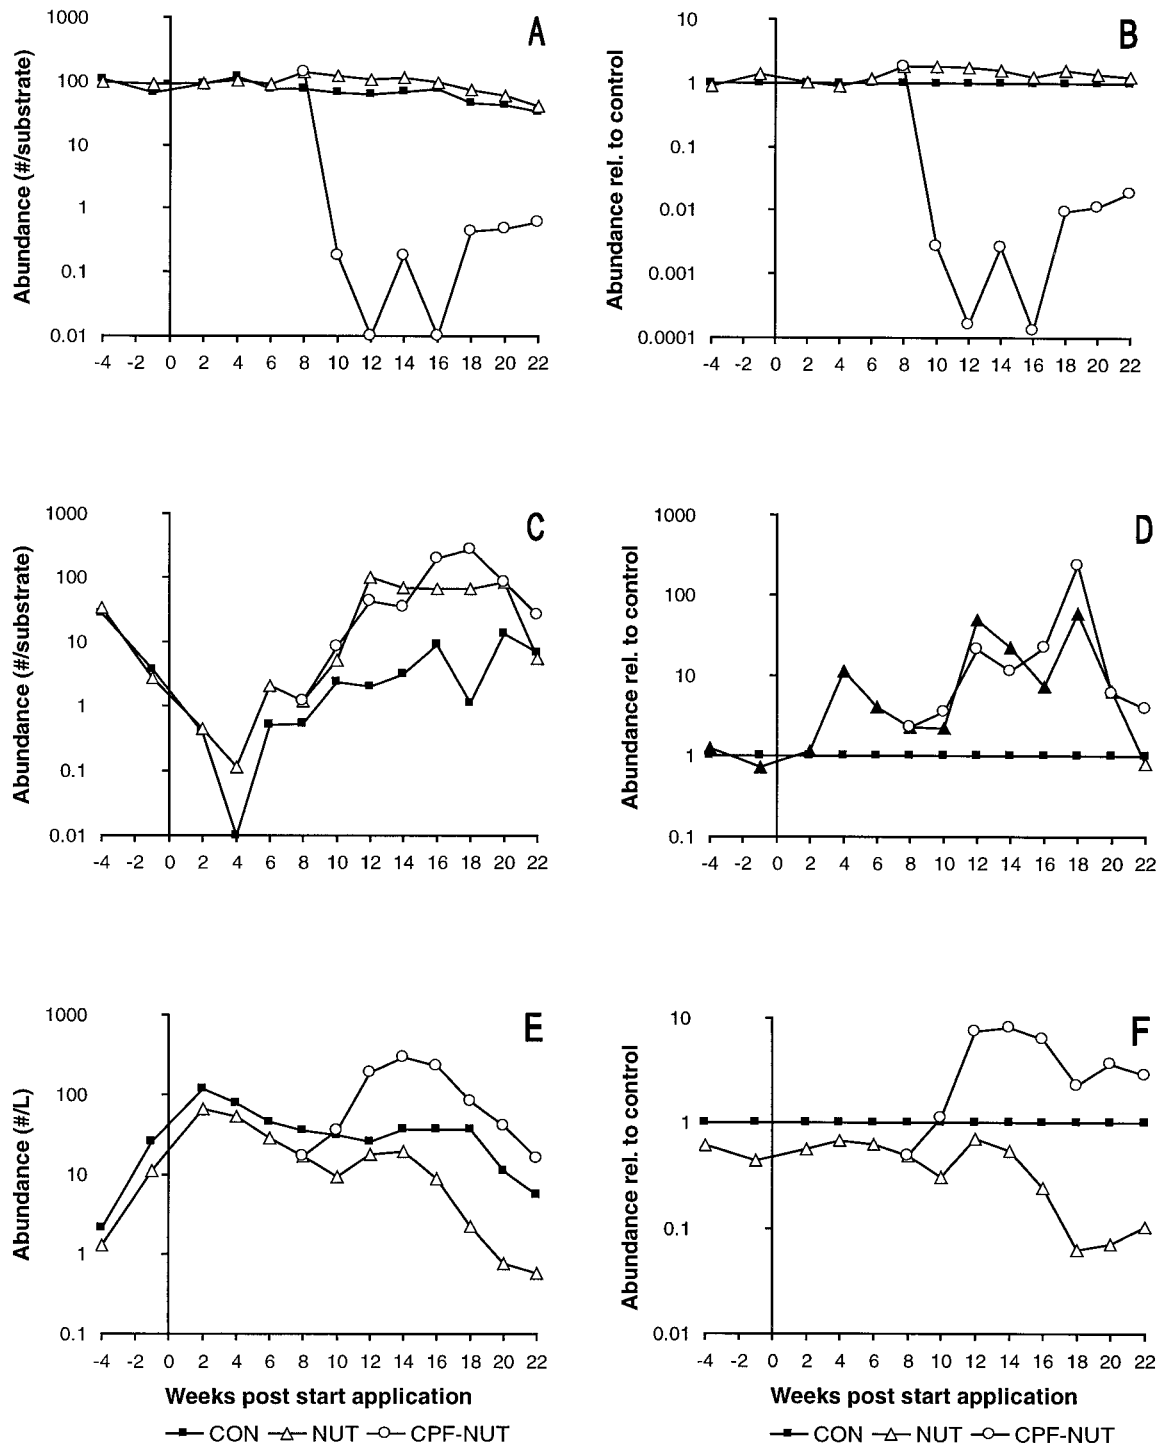 A
Abundance (#/substrate)
1000
100
10
1
0.1
0.01
-4 -2 0 2 4 6 8 10 12 14 16 18 20 22
B
Abundance rel. to control
10
1
0.1
0.01
0.001
0.0001
-4 -2 0 2 4 6 8 10 12 14 16 18 20 22
C
Abundance (#/substrate)
1000
100
10
1
0.1
0.01
-4 -2 0 2 4 6 8 10 12 14 16 18 20 22
D
Abundance rel. to control
1000
100
10
1
0.1
-4 -2 0 2 4 6 8 10 12 14 16 18 20 22
E
Abundance (#/L)
1000
100
10
1
0.1
-4 -2 0 2 4 6 8 10 12 14 16 18 20 22
Weeks post start application
CON NUT CPF-NUT
F
Abundance rel. to control
10
1
0.1
0.01
-4 -2 0 2 4 6 8 10 12 14 16 18 20 22
Weeks post start application
CON NUT CPF-NUT